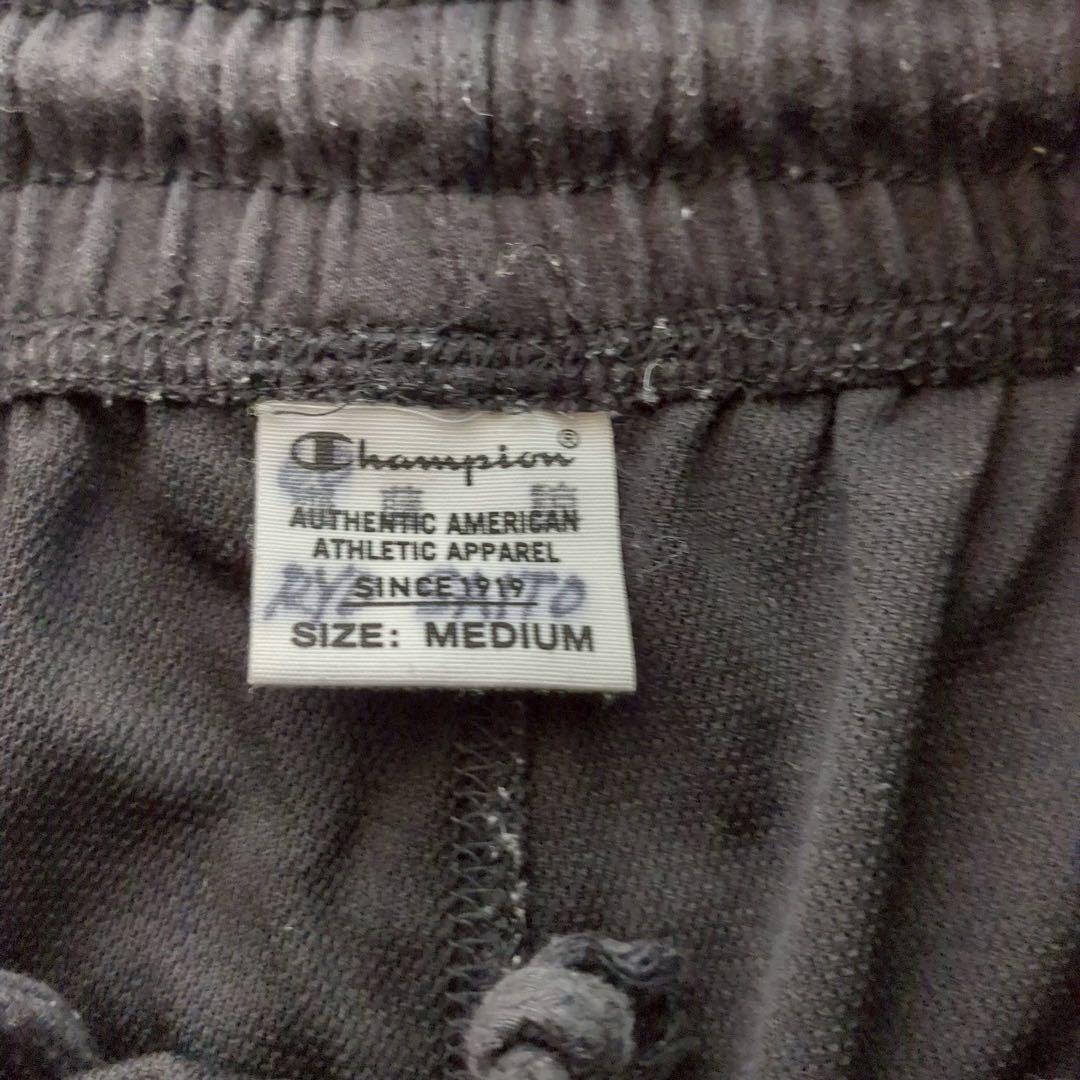 Champion®
AUTHENTIC AMERICAN
ATHLETIC APPAREL
SINCE 1919
SIZE: MEDIUM